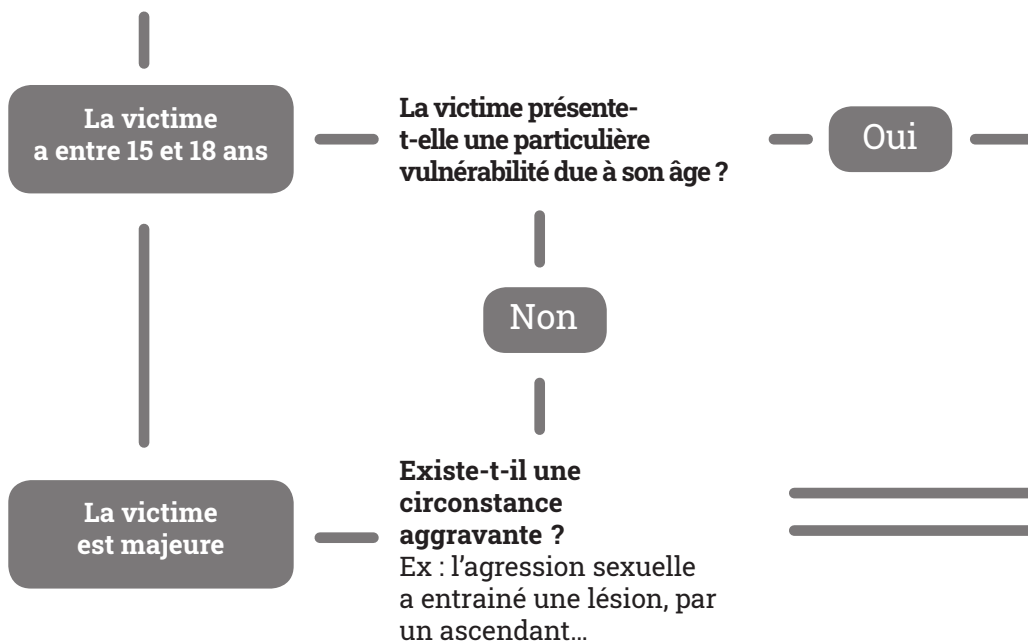 La victime
a entre 15 et 18 ans
La victime présente-
t-elle une particulière
vulnérabilité due à son âge ?
Oui
Non
La victime
est majeure
Existe-t-il une
circonstance
aggravante ?
Ex : l’agression sexuelle
a entrainé une lésion, par
un ascendant…